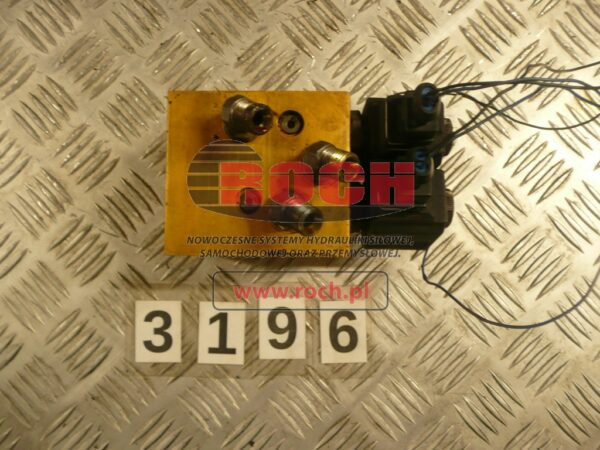 ROCH
NOWOCZESNE SYSTEMY HYDRAULIKI SIŁOWEJ,
SAMOCHODOWEJ ORAZ PRZEMYSŁOWEJ.
www.roch.pl
3196